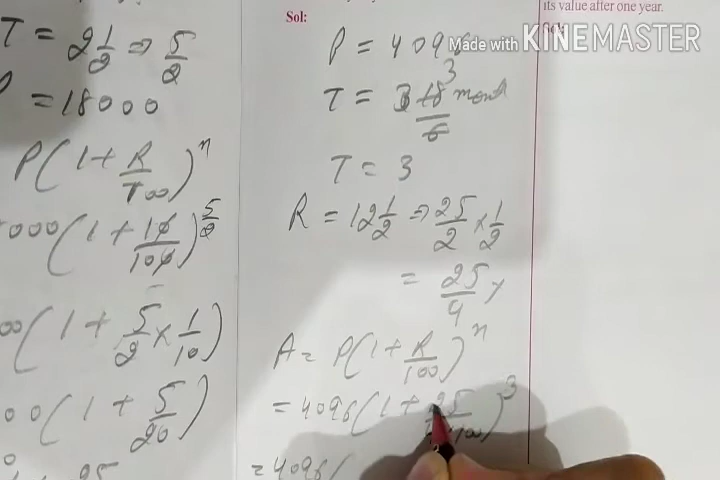 T = 2 1/2 ⇒ 5/2
= 18000
P(1 + R/100)^n
000(1 + 10/100)^5/2
00(1 + 5/2 × 1/10)
00(1 + 5/20)
Sol:
P = 4096
T = 18/6 month 3
T = 3
R = 12 1/2 ⇒ 25/2 × 1/2
= 25/4
A = P(1 + R/100)^n
= 4096(1 + 25/ 100)^3
= 4096(
its value after one year.
Sol:
Made with KINEMASTER